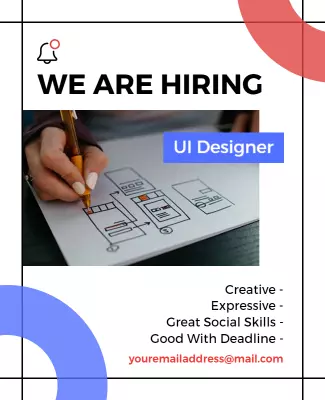 WE ARE HIRING
UI Designer
Creative -
Expressive -
Great Social Skills -
Good With Deadline -
youremailaddress@mail.com